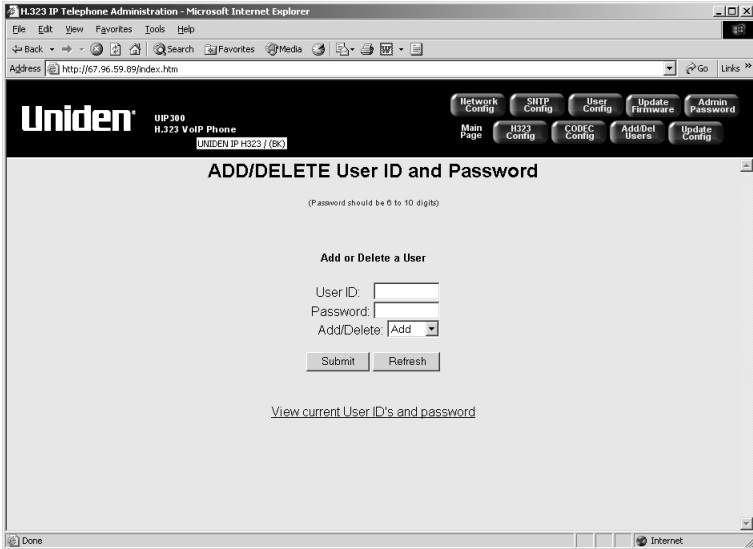 H.323 IP Telephone Administration - Microsoft Internet Explorer
File Edit View Favorites Tools Help
Back Search Favorites Media
Address http://67.96.59.89/index.htm Go Links »
Uniden®
UIP300
H.323 VoIP Phone
UNIDEN IP H323 / (BK)
Network Config SNTP Config User Config Update Firmware Admin Password
Main Page H323 Config CODEC Config Add/Del Users Update Config
ADD/DELETE User ID and Password
(Password should be 6 to 10 digits)
Add or Delete a User
User ID:
Password:
Add/Delete: Add
Submit Refresh
View current User ID's and password
Done Internet